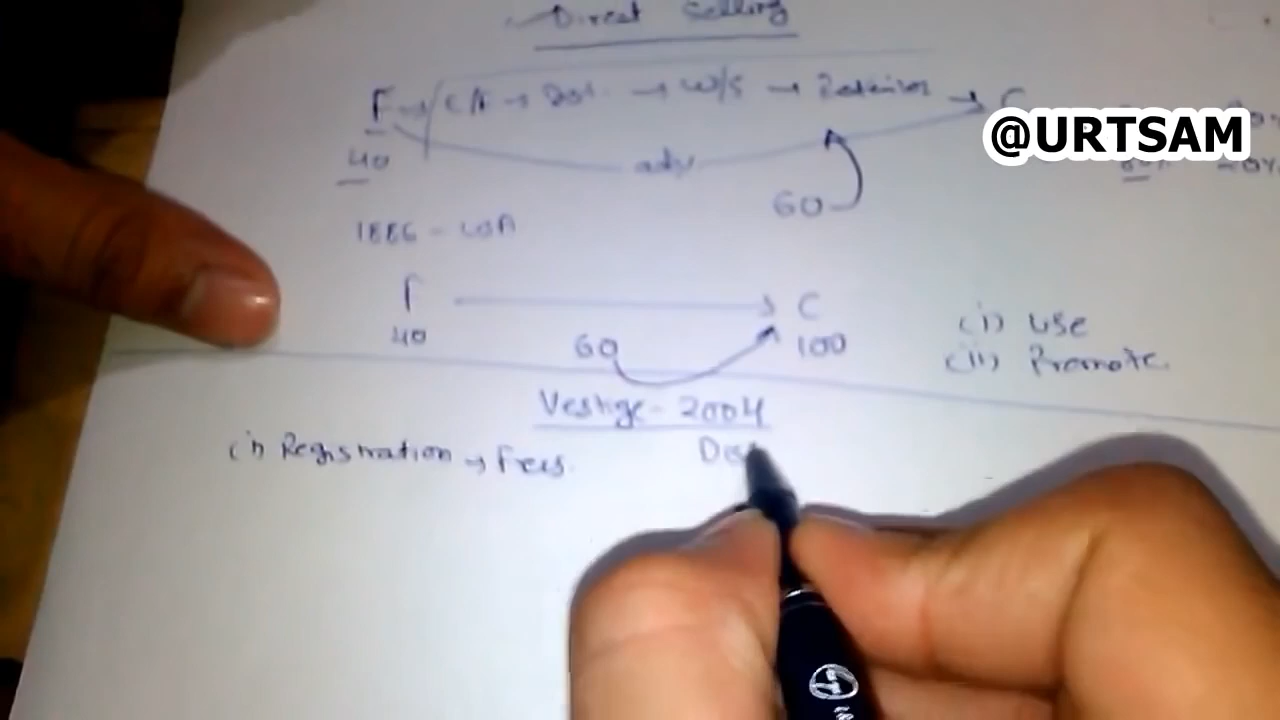 Direct Selling
F → C/F → Dist. → W/S → Retailer → C
@URTSAM
40 adv
60
1886 - USA
F → C
40 60 100
(i) Use
(ii) Promote
Vestige - 2004
(i) Registration → Free.